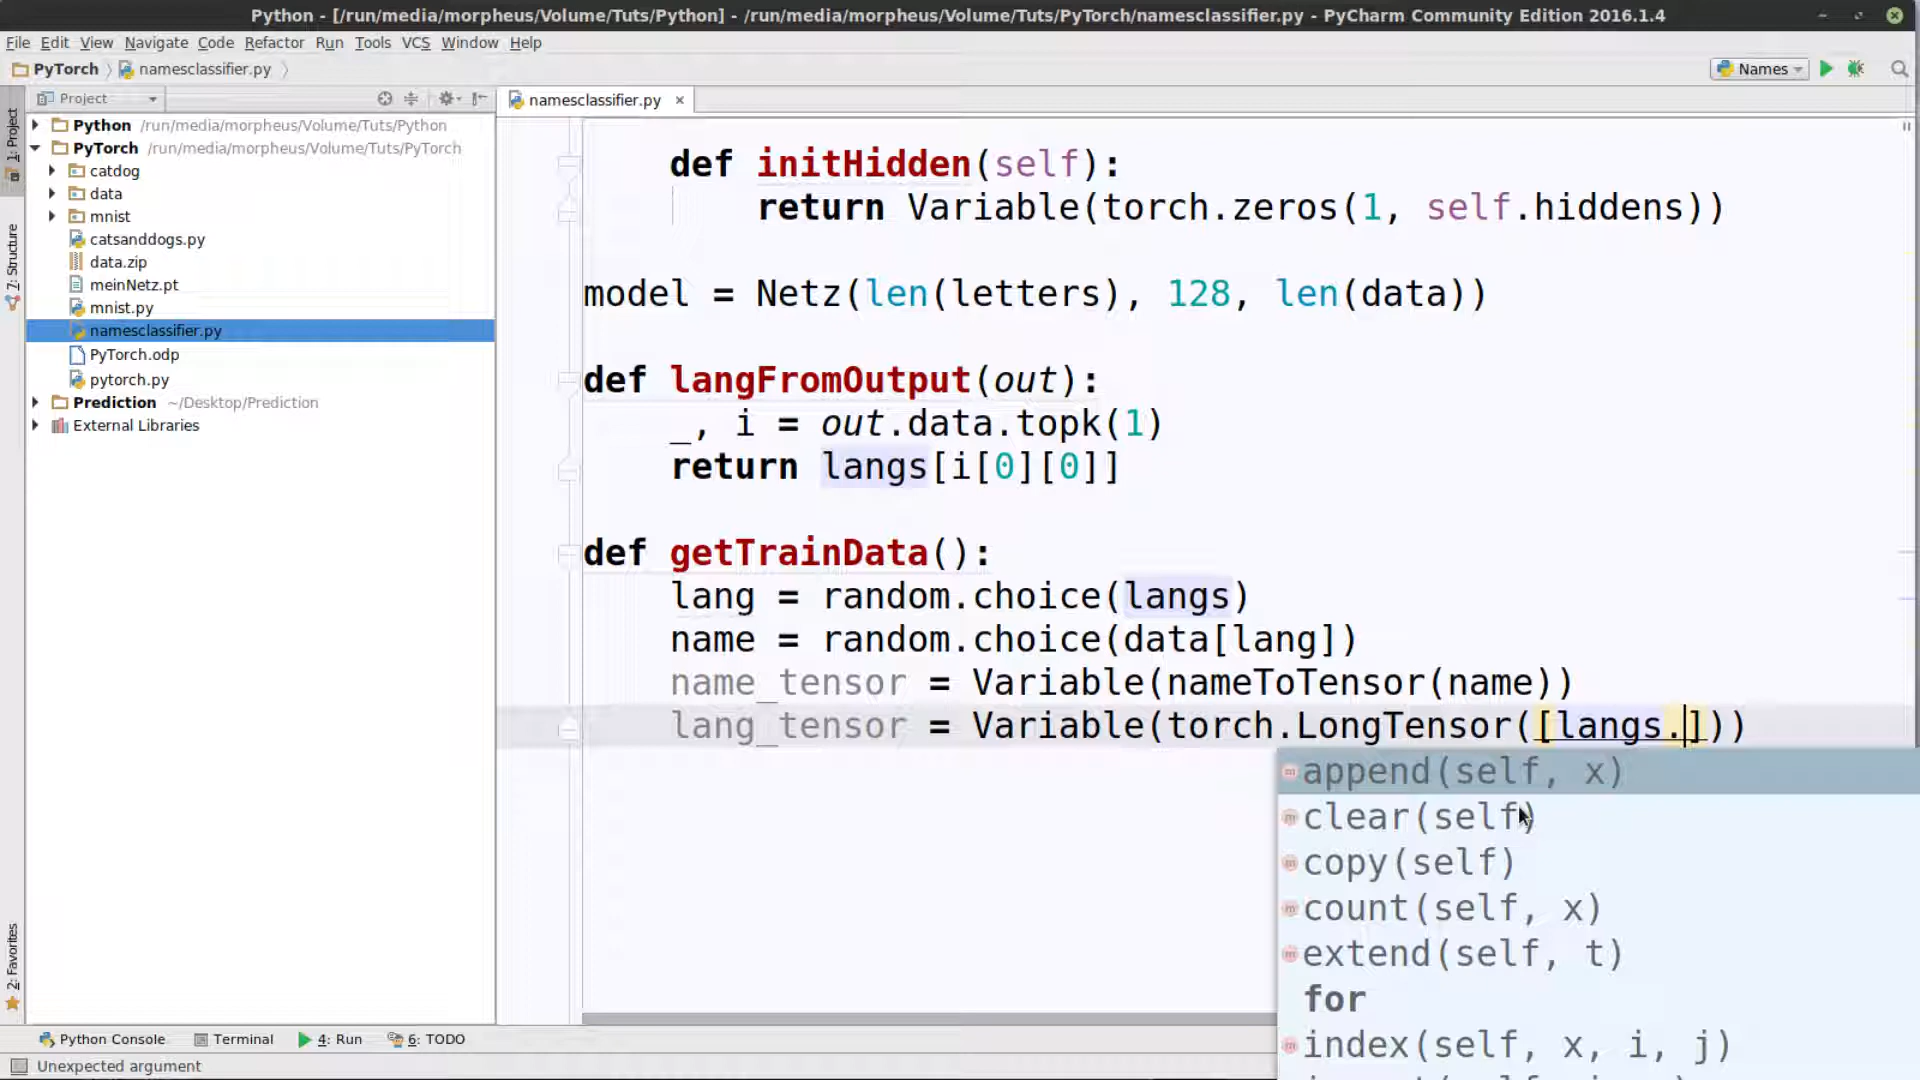 Python - [/run/media/morpheus/Volume/Tuts/Python] - /run/media/morpheus/Volume/Tuts/PyTorch/namesclassifier.py - PyCharm Community Edition 2016.1.4
File Edit View Navigate Code Refactor Run Tools VCS Window Help
PyTorch namesclassifier.py
Names
Project
namesclassifier.py
1: Project
7: Structure
2: Favorites
Python /run/media/morpheus/Volume/Tuts/Python
PyTorch /run/media/morpheus/Volume/Tuts/PyTorch
catdog
data
mnist
catsanddogs.py
data.zip
meinNetz.pt
mnist.py
namesclassifier.py
PyTorch.odp
pytorch.py
Prediction ~/Desktop/Prediction
External Libraries
def initHidden(self):
return Variable(torch.zeros(1, self.hiddens))
model = Netz(len(letters), 128, len(data))
def langFromOutput(out):
_, i = out.data.topk(1)
return langs[i[0][0]]
def getTrainData():
lang = random.choice(langs)
name = random.choice(data[lang])
name_tensor = Variable(nameToTensor(name))
lang_tensor = Variable(torch.LongTensor([langs.]))
append(self, x)
clear(self)
copy(self)
count(self, x)
extend(self, t)
for
index(self, x, i, j)
Python Console Terminal 4: Run 6: TODO
Unexpected argument